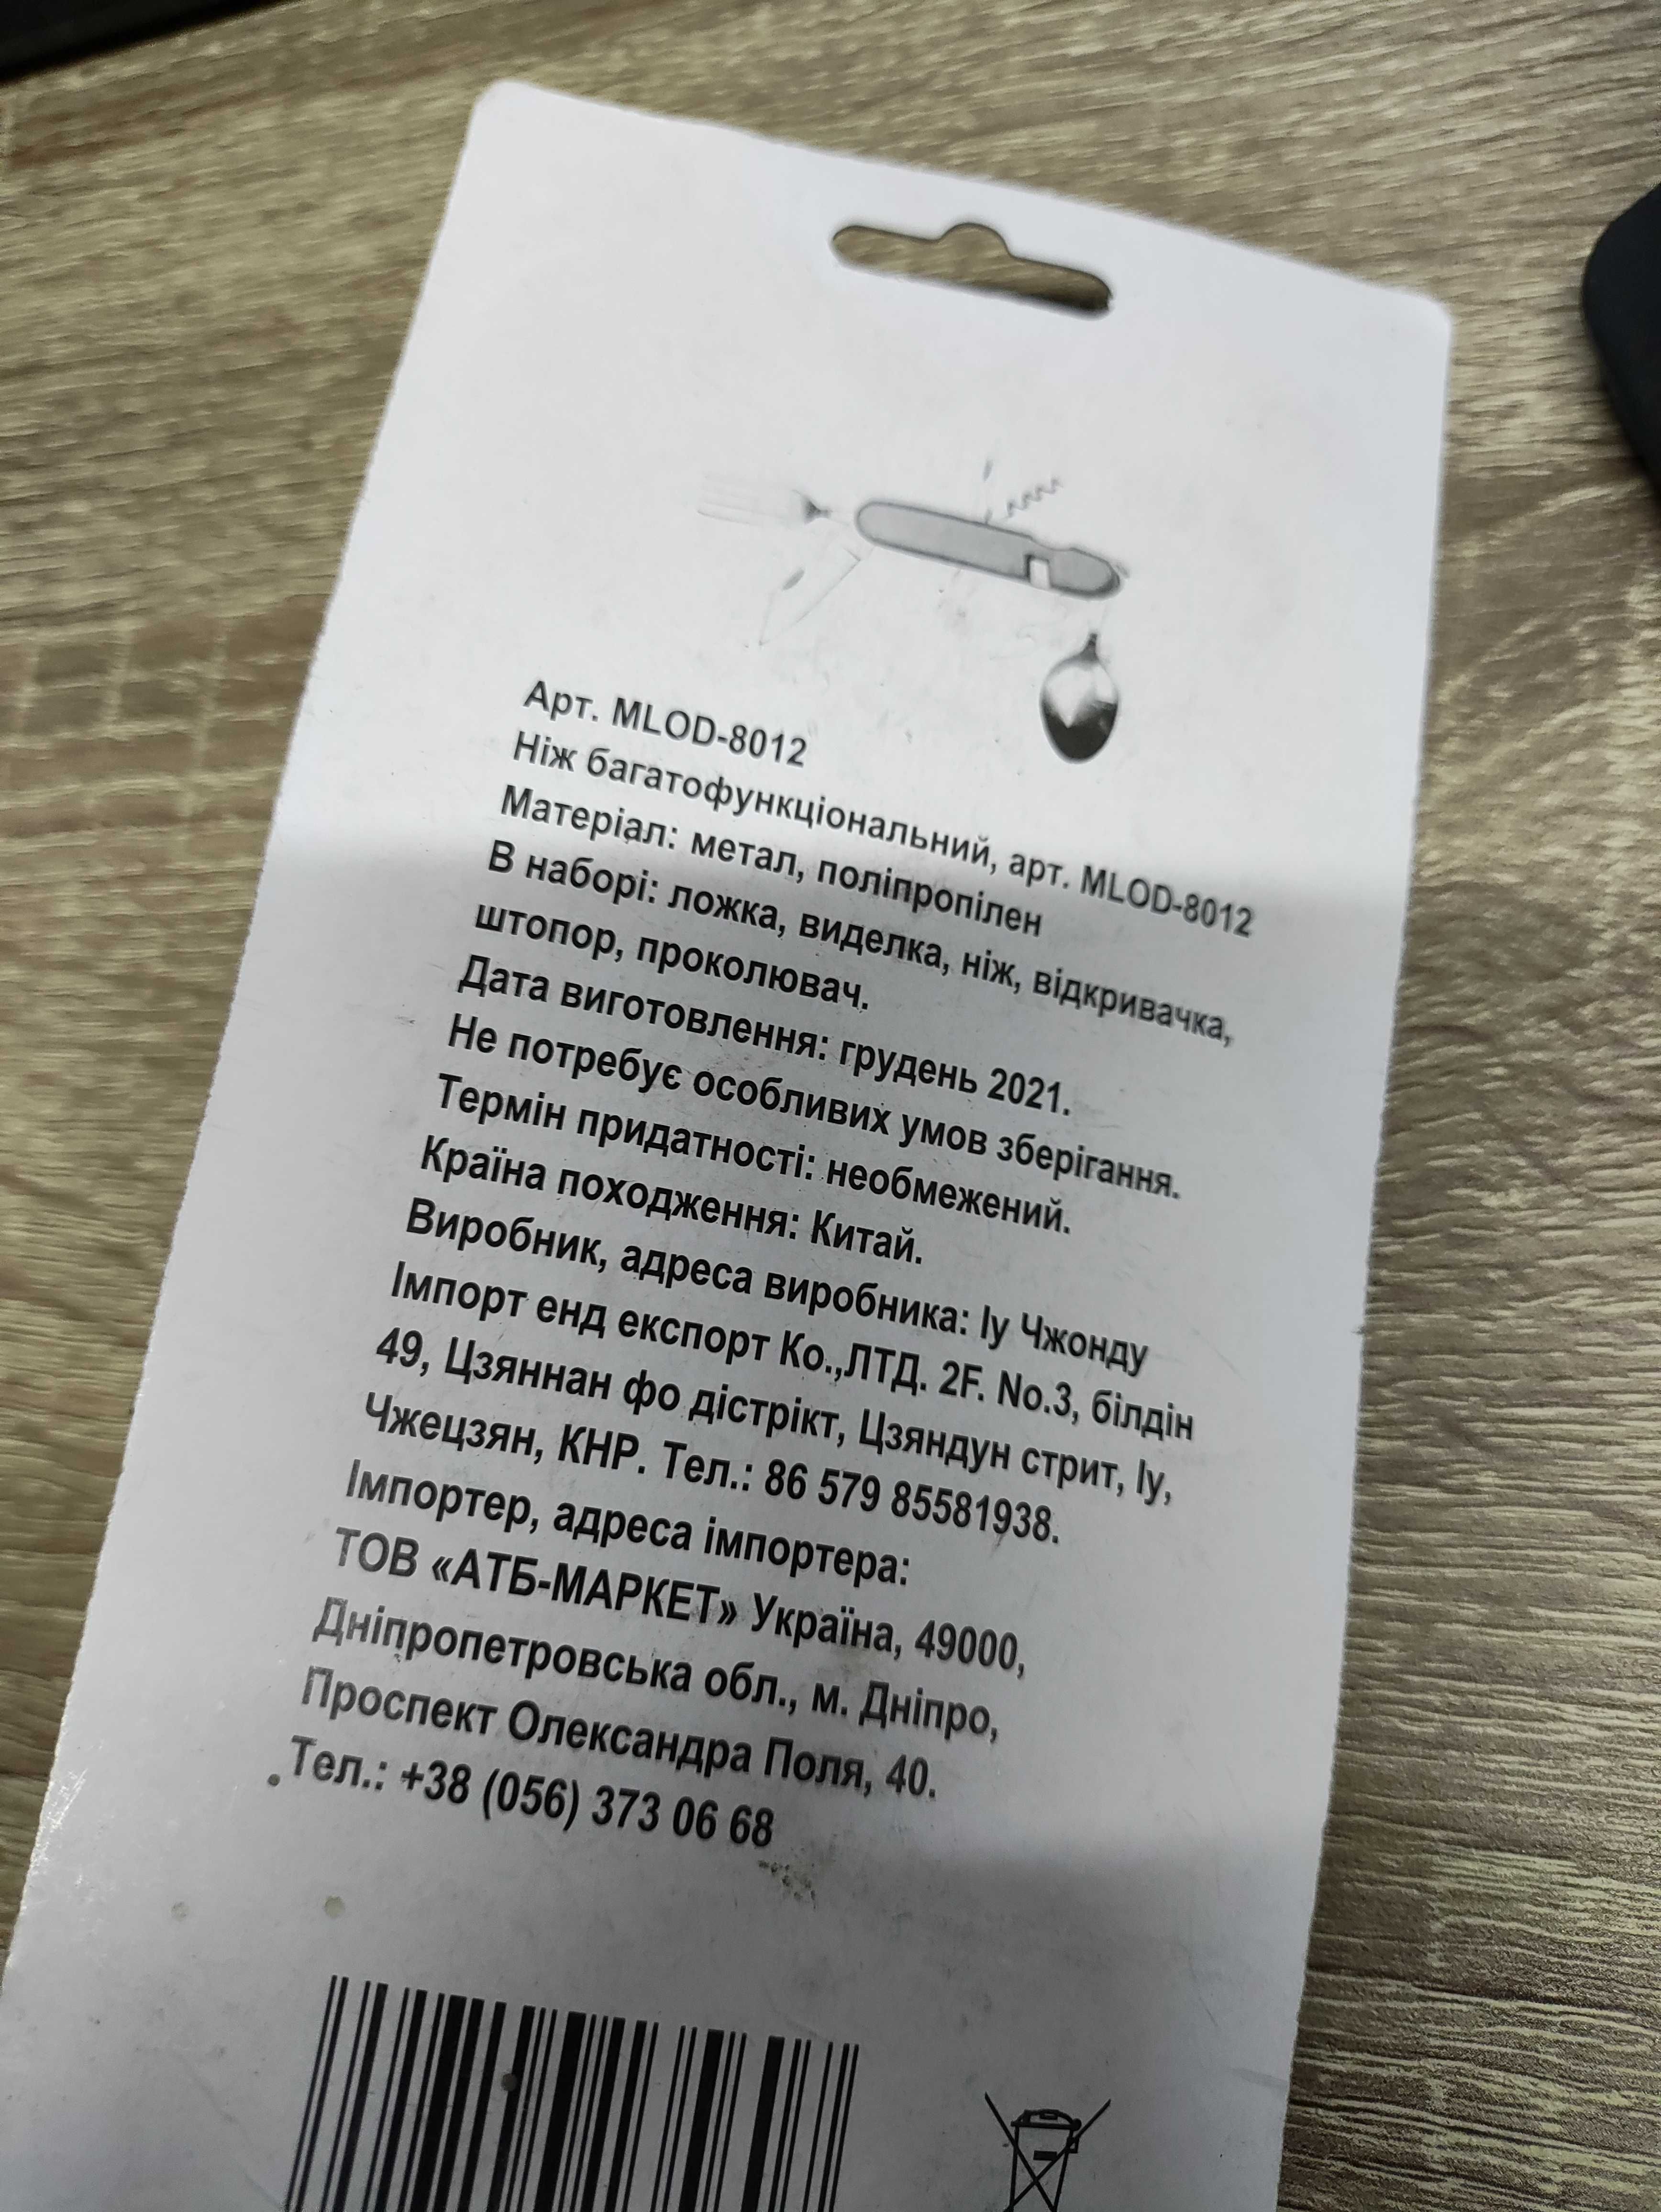 Арт. MLOD-8012
Ніж багатофункціональний, арт. MLOD-8012
Матеріал: метал, поліпропілен
В наборі: ложка, виделка, ніж, відкривачка,
штопор, проколювач.
Дата виготовлення: грудень 2021.
Не потребує особливих умов зберігання.
Термін придатності: необмежений.
Країна походження: Китай.
Виробник, адреса виробника: Іу Чжонду
Імпорт енд експорт Ко.,ЛТД. 2F. No.3, білдін
49, Цзяннан фо дістрікт, Цзяндун стрит, Іу,
Чжецзян, КНР. Тел.: 86 579 85581938.
Імпортер, адреса імпортера:
ТОВ «АТБ-МАРКЕТ» Україна, 49000,
Дніпропетровська обл., м. Дніпро,
Проспект Олександра Поля, 40.
Тел.: +38 (056) 373 06 68